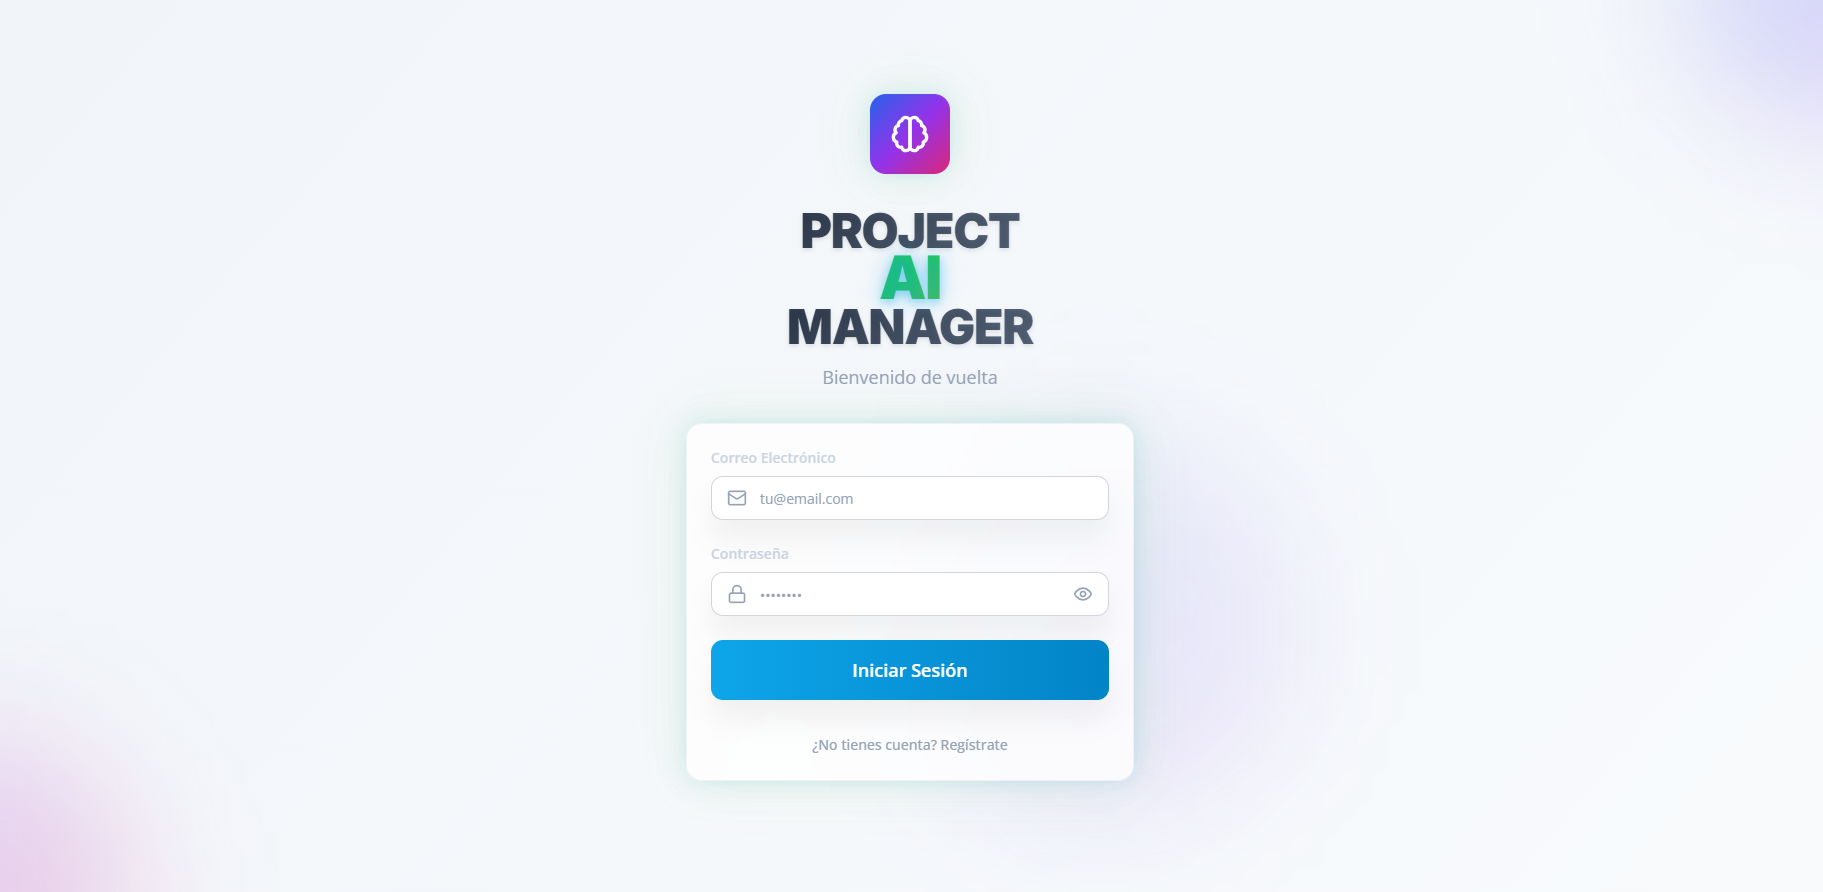 PROJECT
AI
MANAGER
Bienvenido de vuelta
Correo Electrónico
tu@email.com
Contraseña
••••••••
Iniciar Sesión
¿No tienes cuenta? Regístrate